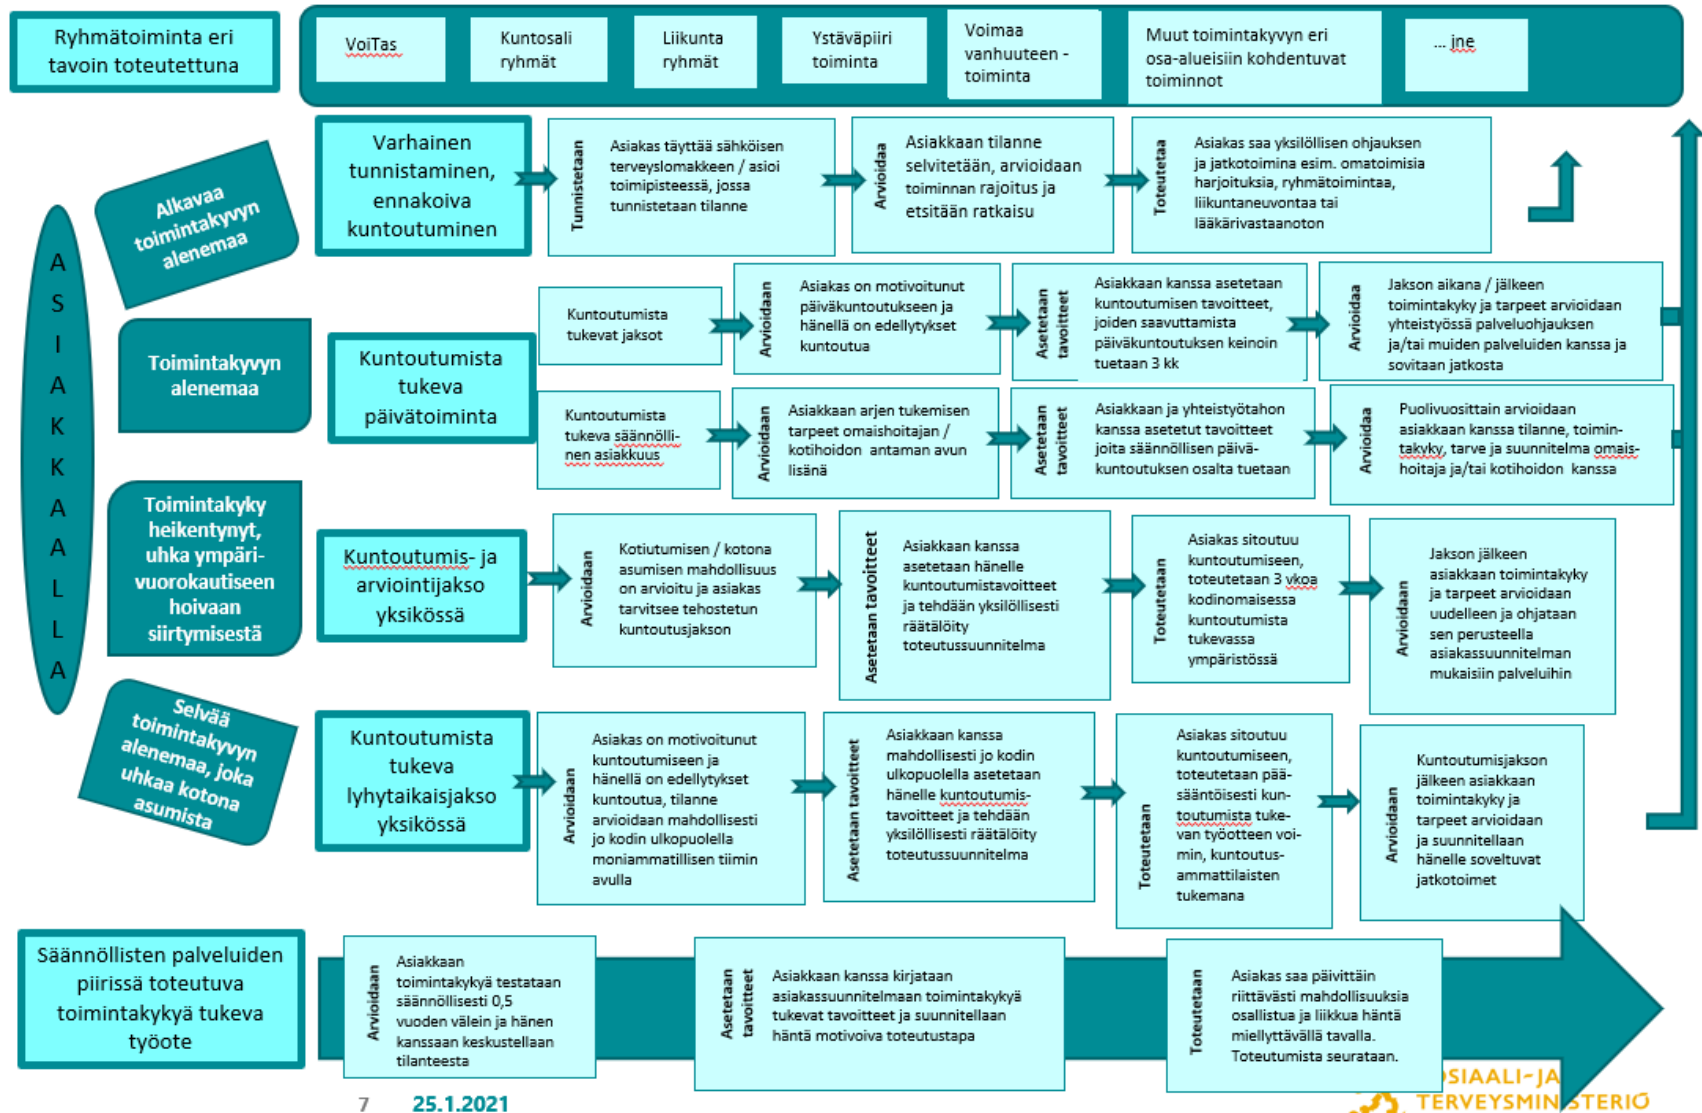 Ryhmätoiminta eri
tavoin toteutettuna
VoiTas
Kuntosali
ryhmät
Liikunta
ryhmät
Ystäväpiiri
toiminta
Voimaa
vanhuuteen -
toiminta
Muut toimintakyvyn eri
osa-alueisiin kohdentuvat
toiminnot
... jne
ASIAKKAALLA
Alkavaa
toimintakyvyn
alenemaa
Varhainen
tunnistaminen,
ennakoiva
kuntoutuminen
Tunnistetaan
Asiakas täyttää sähköisen
terveyslomakkeen / asioi
toimipisteessä, jossa
tunnistetaan tilanne
Arvioidaa
Asiakkaan tilanne
selvitetään, arvioidaan
toiminnan rajoitus ja
etsitään ratkaisu
Toteutetaa
Asiakas saa yksilöllisen ohjauksen
ja jatkotoimina esim. omatoimisia
harjoituksia, ryhmätoimintaa,
liikuntaneuvontaa tai
lääkärivastaanoton
Toimintakyvyn
alenemaa
Kuntoutumista
tukeva
päivätoiminta
Kuntoutumista
tukevat jaksot
Arvioidaan
Asiakas on motivoitunut
päiväkuntoutukseen ja
hänellä on edellytykset
kuntoutua
Asetetaan
tavoitteet
Asiakkaan kanssa asetetaan
kuntoutumisen tavoitteet,
joiden saavuttamista
päiväkuntoutuksen keinoin
tuetaan 3 kk
Arvioidaa
Jakson aikana / jälkeen
toimintakyky ja tarpeet arvioidaan
yhteistyössä palveluohjauksen
ja/tai muiden palveluiden kanssa ja
sovitaan jatkosta
Kuntoutumista
tukeva säännölli-
nen asiakkuus
Arvioidaan
Asiakkaan arjen tukemisen
tarpeet omaishoitajan /
kotihoidon antaman avun
lisänä
Asetetaan
tavoitteet
Asiakkaan ja yhteistyötahon
kanssa asetetut tavoitteet
joita säännöllisen päivä-
kuntoutuksen osalta tuetaan
Arvioidaa
Puolivuosittain arvioidaan
asiakkaan kanssa tilanne, toimin-
takyky, tarve ja suunnitelma omais-
hoitaja ja/tai kotihoidon kanssa
Toimintakyky
heikentynyt,
uhka ympäri-
vuorokautiseen
hoivaan
siirtymisestä
Kuntoutumis- ja
arviointijakso
yksikössä
Arvioidaan
Kotiutumisen / kotona
asumisen mahdollisuus
on arvioitu ja asiakas
tarvitsee tehostetun
kuntoutusjakson
Asetetaan tavoitteet
Asiakkaan kanssa
asetetaan hänelle
kuntoutumistavoitteet
ja tehdään yksilöllisesti
räätälöity
toteutussuunnitelma
Toteutetaan
Asiakas sitoutuu
kuntoutumiseen,
toteutetaan 3 vkoa
kodinomaisessa
kuntoutumista
tukevassa
ympäristössä
Arvioidaan
Jakson jälkeen
asiakkaan toimintakyky
ja tarpeet arvioidaan
uudelleen ja ohjataan
sen perusteella
asiakassuunnitelman
mukaisiin palveluihin
Selvää
toimintakyvyn
alenemaa, joka
uhkaa kotona
asumista
Kuntoutumista
tukeva
lyhytaikaisjakso
yksikössä
Arvioidaan
Asiakas on motivoitunut
kuntoutumiseen ja
hänellä on edellytykset
kuntoutua, tilanne
arvioidaan mahdollisesti
jo kodin ulkopuolella
moniammatillisen tiimin
avulla
Asetetaan tavoitteet
Asiakkaan kanssa
mahdollisesti jo kodin
ulkopuolella asetetaan
hänelle kuntoutumis-
tavoitteet ja tehdään
yksilöllisesti räätälöity
toteutussuunnitelma
Toteutetaan
Asiakas sitoutuu
kuntoutumiseen,
toteutetaan pää-
sääntöisesti kun-
toutumista tuke-
van työotteen voi-
min, kuntoutus-
ammattilaisten
tukemana
Arvioidaan
Kuntoutumisjakson
jälkeen asiakkaan
toimintakyky ja
tarpeet arvioidaan
ja suunnitellaan
hänelle soveltuvat
jatkotoimet
Säännöllisten palveluiden
piirissä toteutuva
toimintakykyä tukeva
työote
Arvioidaan
Asiakkaan
toimintakykyä testataan
säännöllisesti 0,5
vuoden välein ja hänen
kanssaan keskustellaan
tilanteesta
Asetetaan
tavoitteet
Asiakkaan kanssa kirjataan
asiakassuunnitelmaan toimintakykyä
tukevat tavoitteet ja suunnitellaan
häntä motivoiva toteutustapa
Toteutetaan
Asiakas saa päivittäin
riittävästi mahdollisuuksia
osallistua ja liikkua häntä
miellyttävällä tavalla.
Toteutumista seurataan.
7 25.1.2021
OSIAALI- JA
TERVEYSMINISTERIÖ